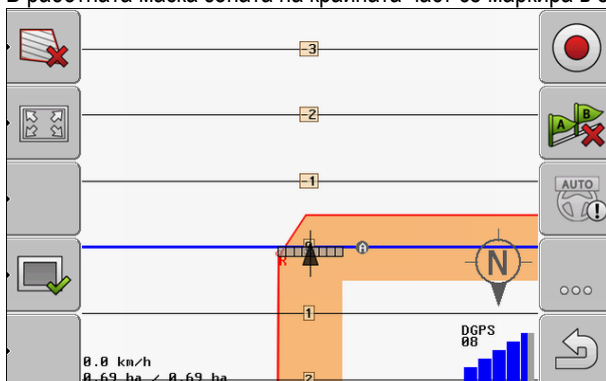 В работната маска зоната на крайната част се маркира в
-3
-2
A B
-1
AUTO
R
A
N
1
DGPS
08
0.0 km/h
0.69 ha / 0.69 ha
2